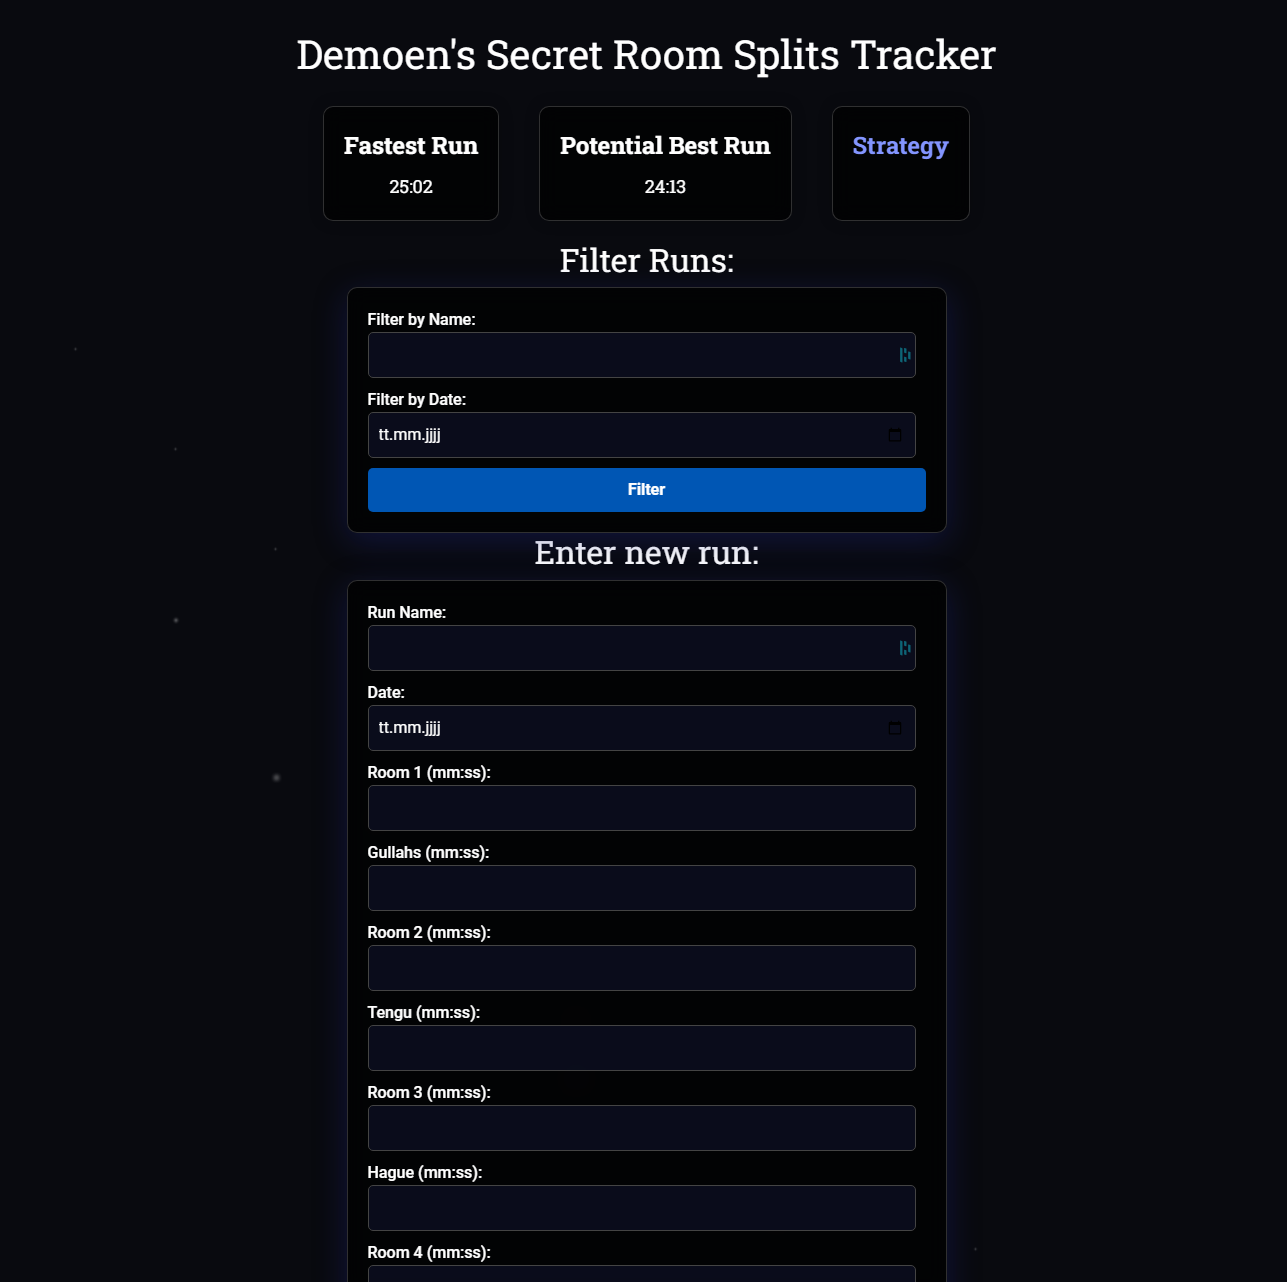 Demoen's Secret Room Splits Tracker
Fastest Run
25:02
Potential Best Run
24:13
Strategy
Filter Runs:
Filter by Name:
Filter by Date:
tt.mm.jjjj
Filter
Enter new run:
Run Name:
Date:
tt.mm.jjjj
Room 1 (mm:ss):
Gullahs (mm:ss):
Room 2 (mm:ss):
Tengu (mm:ss):
Room 3 (mm:ss):
Hague (mm:ss):
Room 4 (mm:ss):